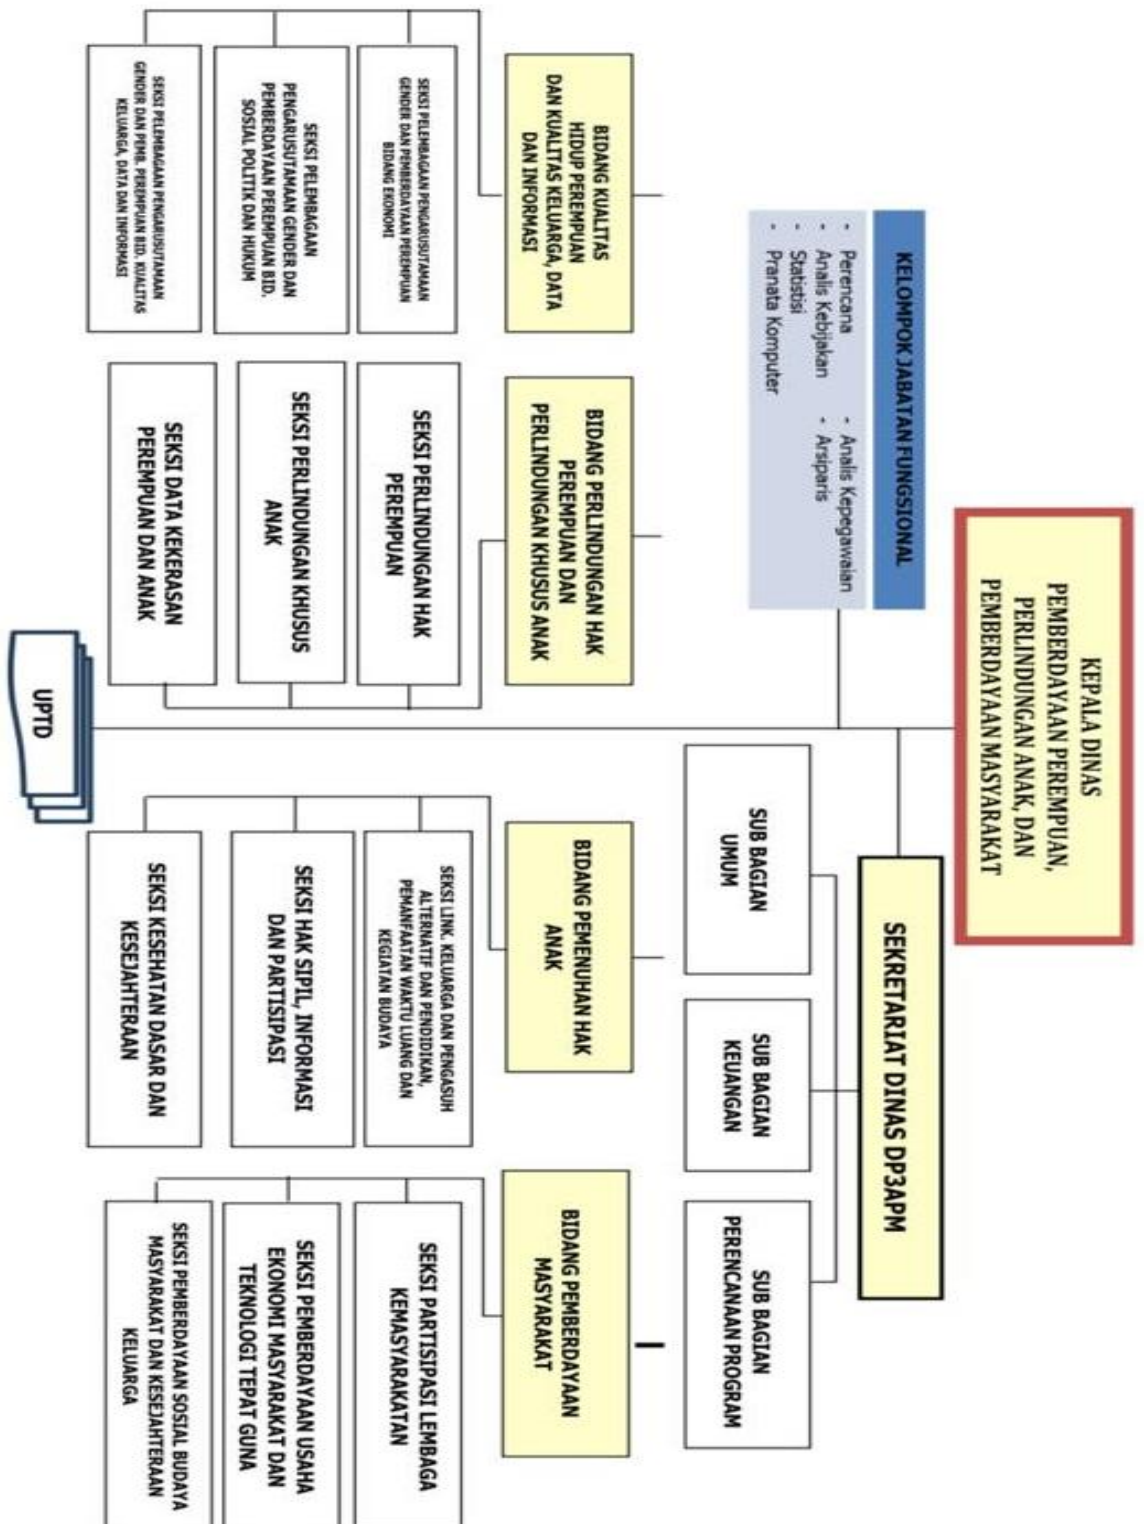 KEPALA DINAS
PEMBERDAYAAN PEREMPUAN,
PERLINDUNGAN ANAK, DAN
PEMBERDAYAAN MASYARAKAT
KELOMPOK JABATAN FUNGSIONAL
- Perencana
- Analis Kebijakan
- Statistisi
- Pranata Komputer
- Analis Kepegawaian
- Arsiparis
SEKRETARIAT DINAS DP3APM
SUB BAGIAN
UMUM
SUB BAGIAN
KEUANGAN
SUB BAGIAN
PERENCANAAN PROGRAM
BIDANG KUALITAS
HIDUP PEREMPUAN
DAN KUALITAS KELUARGA, DATA
DAN INFORMASI
SEKSI PELEMBAGAAN PENGARUSUTAMAAN
GENDER DAN PEMBERDAYAAN PEREMPUAN
BIDANG EKONOMI
SEKSI PELEMBAGAAN
PENGARUSUTAMAAN GENDER DAN
PEMBERDAYAAN PEREMPUAN BID.
SOSIAL POLITIK DAN HUKUM
SEKSI PELEMBAGAAN PENGARUSUTAMAAN
GENDER DAN PEMB. PEREMPUAN BID. KUALITAS
KELUARGA, DATA DAN INFORMASI
BIDANG PERLINDUNGAN HAK
PEREMPUAN DAN
PERLINDUNGAN KHUSUS ANAK
SEKSI PERLINDUNGAN HAK
PEREMPUAN
SEKSI PERLINDUNGAN KHUSUS
ANAK
SEKSI DATA KEKERASAN
PEREMPUAN DAN ANAK
BIDANG PEMENUHAN HAK
ANAK
SEKSI LINK. KELUARGA DAN PENGASUH
ALTERNATIF DAN PENDIDIKAN,
PEMANFAATAN WAKTU LUANG DAN
KEGIATAN BUDAYA
SEKSI HAK SIPIL, INFORMASI
DAN PARTISIPASI
SEKSI KESEHATAN DASAR DAN
KESEJAHTERAAN
BIDANG PEMBERDAYAAN
MASYARAKAT
SEKSI PARTISIPASI LEMBAGA
KEMASYARAKATAN
SEKSI PEMBERDAYAAN USAHA
EKONOMI MASYARAKAT DAN
TEKNOLOGI TEPAT GUNA
SEKSI PEMBERDAYAAN SOSIAL BUDAYA
MASYARAKAT DAN KESEJAHTERAAN
KELUARGA
UPTD